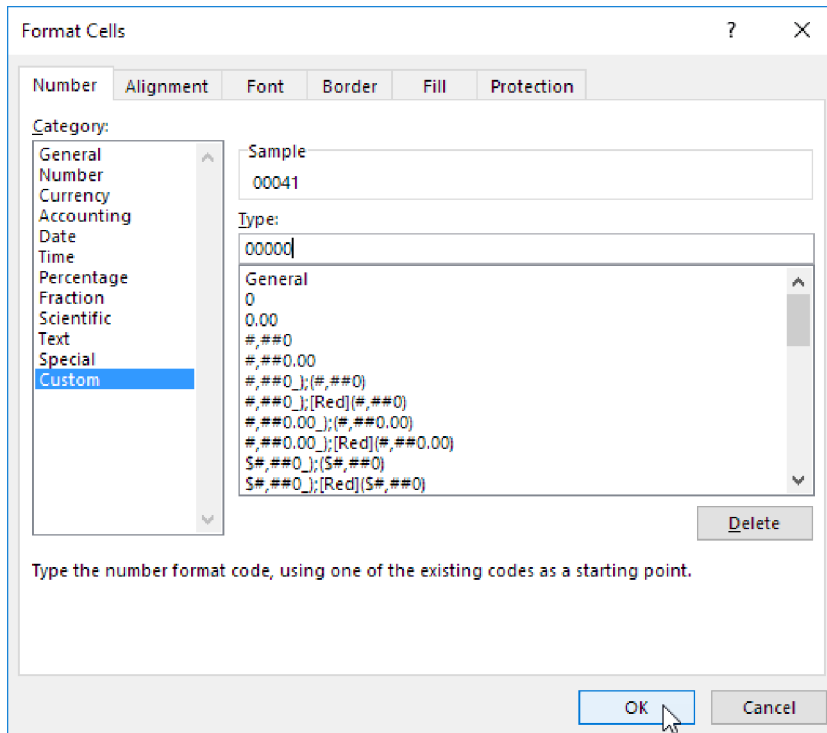 Format Cells
?
Number Alignment Font Border Fill Protection
Category:
General
Number
Currency
Accounting
Date
Time
Percentage
Fraction
Scientific
Text
Special
Custom
Sample
00041
Type:
00000
General
0
0.00
#,##0
#,##0.00
#,##0_);(#,##0)
#,##0_);[Red](#,##0)
#,##0.00_);(#,##0.00)
#,##0.00_);[Red](#,##0.00)
$#,##0_);($#,##0)
$#,##0_);[Red]($#,##0)
Delete
Type the number format code, using one of the existing codes as a starting point.
OK Cancel